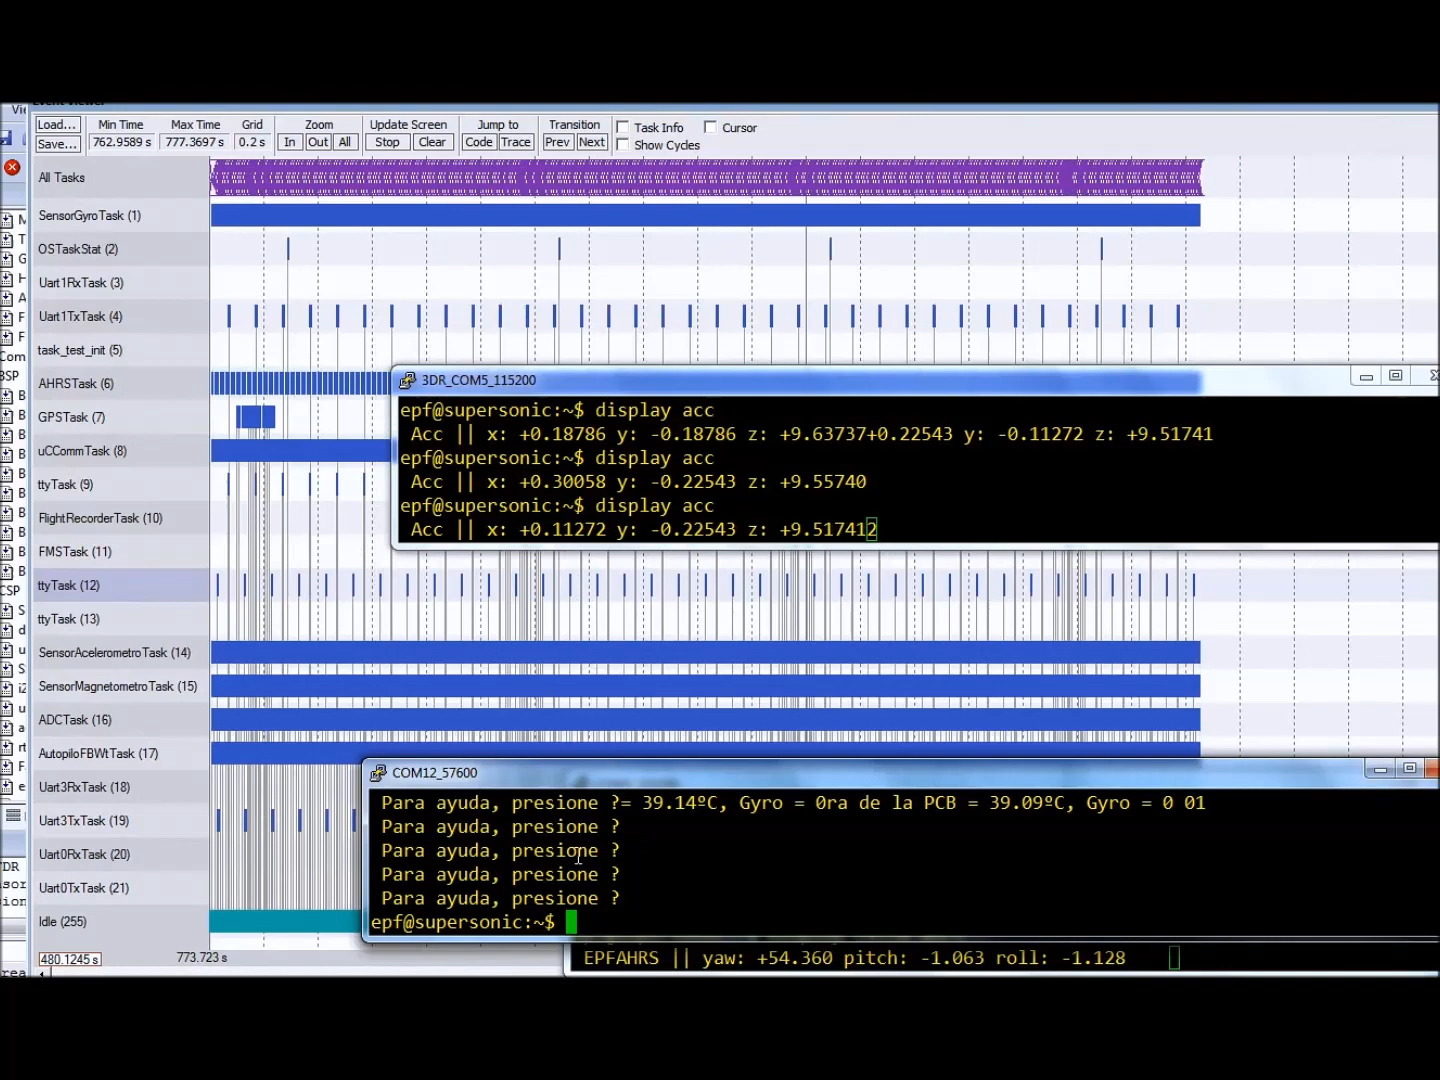 Load... Min Time Max Time Grid Zoom Update Screen Jump to Transition Task Info Cursor
Save... 762.9589 s 777.3697 s 0.2 s In Out All Stop Clear Code Trace Prev Next Show Cycles
All Tasks
SensorGyroTask (1)
OSTaskStat (2)
Uart1RxTask (3)
Uart1TxTask (4)
task_test_init (5)
AHRSTask (6)
GPSTask (7)
uCCommTask (8)
ttyTask (9)
FlightRecorderTask (10)
FMSTask (11)
ttyTask (12)
ttyTask (13)
SensorAcelerometroTask (14)
SensorMagnetometroTask (15)
ADCTask (16)
AutopiloFBWtTask (17)
Uart3RxTask (18)
Uart3TxTask (19)
Uart0RxTask (20)
Uart0TxTask (21)
Idle (255)
480.1245 s 773.723 s
3DR_COM5_115200
epf@supersonic:~$ display acc
Acc || x: +0.18786 y: -0.18786 z: +9.63737+0.22543 y: -0.11272 z: +9.51741
epf@supersonic:~$ display acc
Acc || x: +0.30058 y: -0.22543 z: +9.55740
epf@supersonic:~$ display acc
Acc || x: +0.11272 y: -0.22543 z: +9.517412
COM12_57600
Para ayuda, presione ?= 39.14ºC, Gyro = 0ra de la PCB = 39.09ºC, Gyro = 0 01
Para ayuda, presione ?
Para ayuda, presione ?
Para ayuda, presione ?
Para ayuda, presione ?
epf@supersonic:~$
EPFAHRS || yaw: +54.360 pitch: -1.063 roll: -1.128